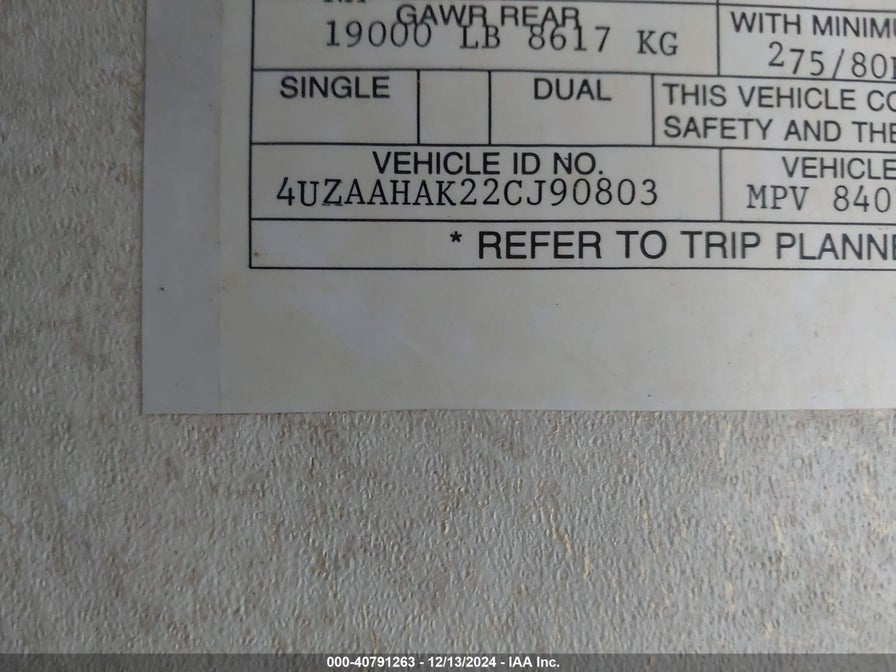 GAWR REAR
19000 LB 8617 KG
WITH MINIMU
275/80
SINGLE
DUAL
THIS VEHICLE CO
SAFETY AND THE
VEHICLE ID NO.
4UZAAHAK22CJ90803
VEHICLE
MPV 840
* REFER TO TRIP PLANNE
000-40791263 - 12/13/2024 - IAA Inc.